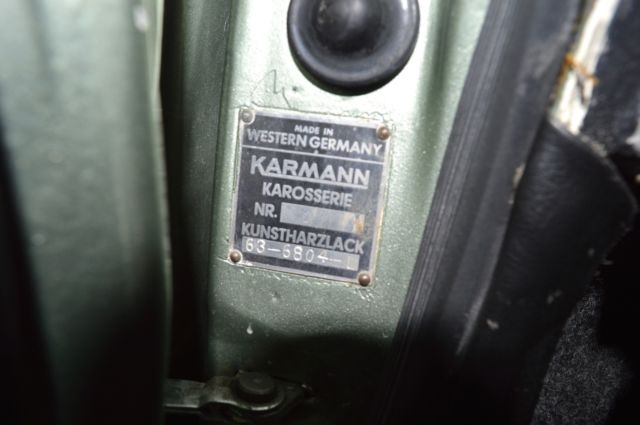 MADE IN
WESTERN GERMANY
KARMANN
KAROSSERIE
NR.
KUNSTHARZLACK
63-6804-L